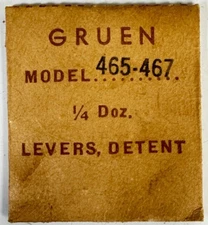 GRUEN
MODEL....465-467....
¼ Doz.
LEVERS, DETENT